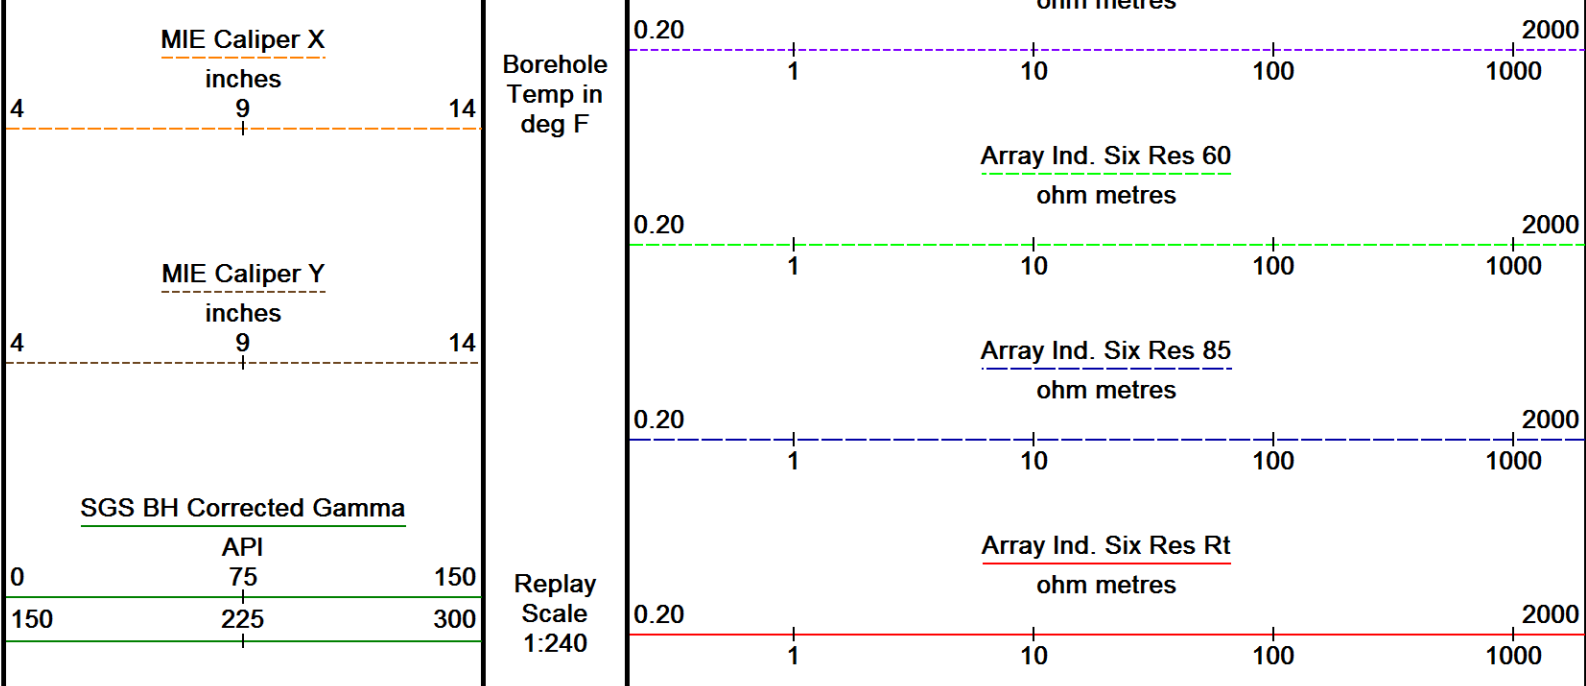 MIE Caliper X
inches
4 9 14
MIE Caliper Y
inches
4 9 14
SGS BH Corrected Gamma
API
0 75 150
150 225 300
Borehole
Temp in
deg F
Replay
Scale
1:240
ohm metres
0.20 2000
1 10 100 1000
Array Ind. Six Res 60
ohm metres
0.20 2000
1 10 100 1000
Array Ind. Six Res 85
ohm metres
0.20 2000
1 10 100 1000
Array Ind. Six Res Rt
ohm metres
0.20 2000
1 10 100 1000